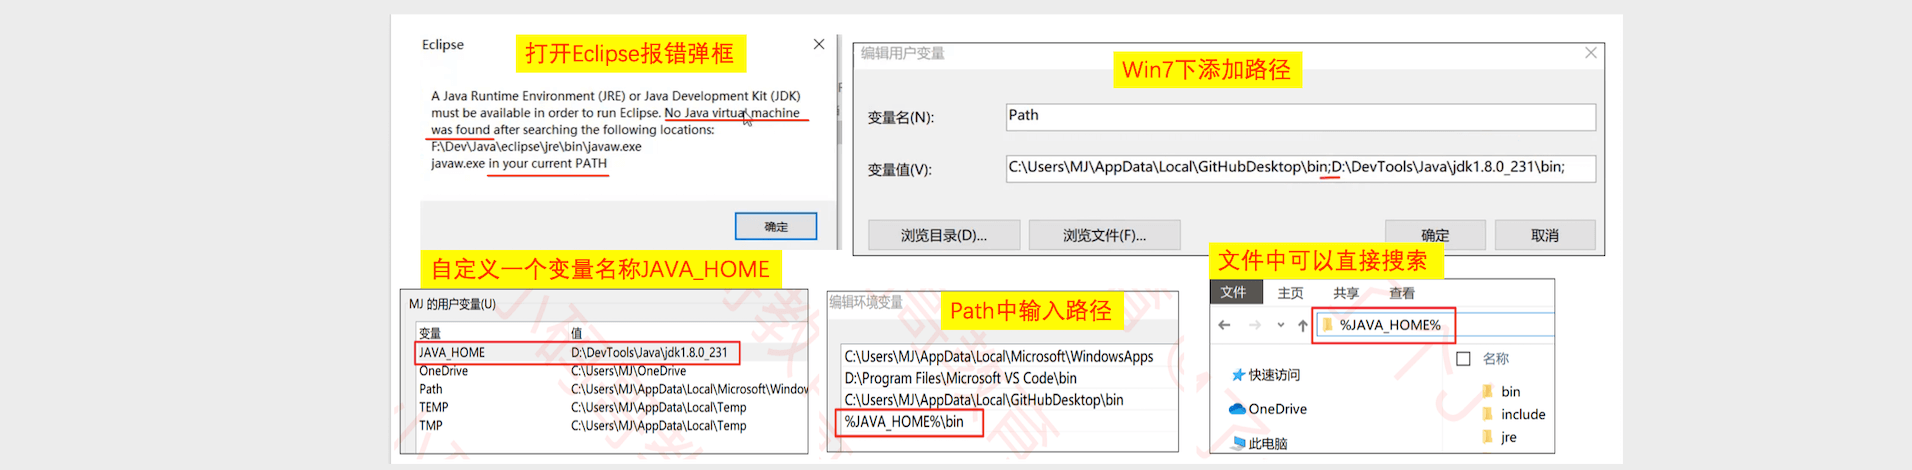 Eclipse
打开Eclipse报错弹框
A Java Runtime Environment (JRE) or Java Development Kit (JDK)
must be available in order to run Eclipse. No Java virtual machine
was found after searching the following locations:
F:\Dev\Java\eclipse\jre\bin\javaw.exe
javaw.exe in your current PATH
确定
编辑用户变量
Win7下添加路径
变量名(N):
Path
变量值(V):
C:\Users\MJ\AppData\Local\GitHubDesktop\bin;D:\DevTools\Java\jdk1.8.0_231\bin;
浏览目录(D)...
浏览文件(F)...
确定
取消
自定义一个变量名称JAVA_HOME
MJ 的用户变量(U)
变量 值
JAVA_HOME D:\DevTools\Java\jdk1.8.0_231
OneDrive C:\Users\MJ\OneDrive
Path C:\Users\MJ\AppData\Local\Microsoft\Window
TEMP C:\Users\MJ\AppData\Local\Temp
TMP C:\Users\MJ\AppData\Local\Temp
编辑环境变量
Path中输入路径
C:\Users\MJ\AppData\Local\Microsoft\WindowsApps
D:\Program Files\Microsoft VS Code\bin
C:\Users\MJ\AppData\Local\GitHubDesktop\bin
%JAVA_HOME%\bin
文件中可以直接搜索
文件 主页 共享 查看
%JAVA_HOME%
名称
快速访问
bin
OneDrive
include
jre
此电脑